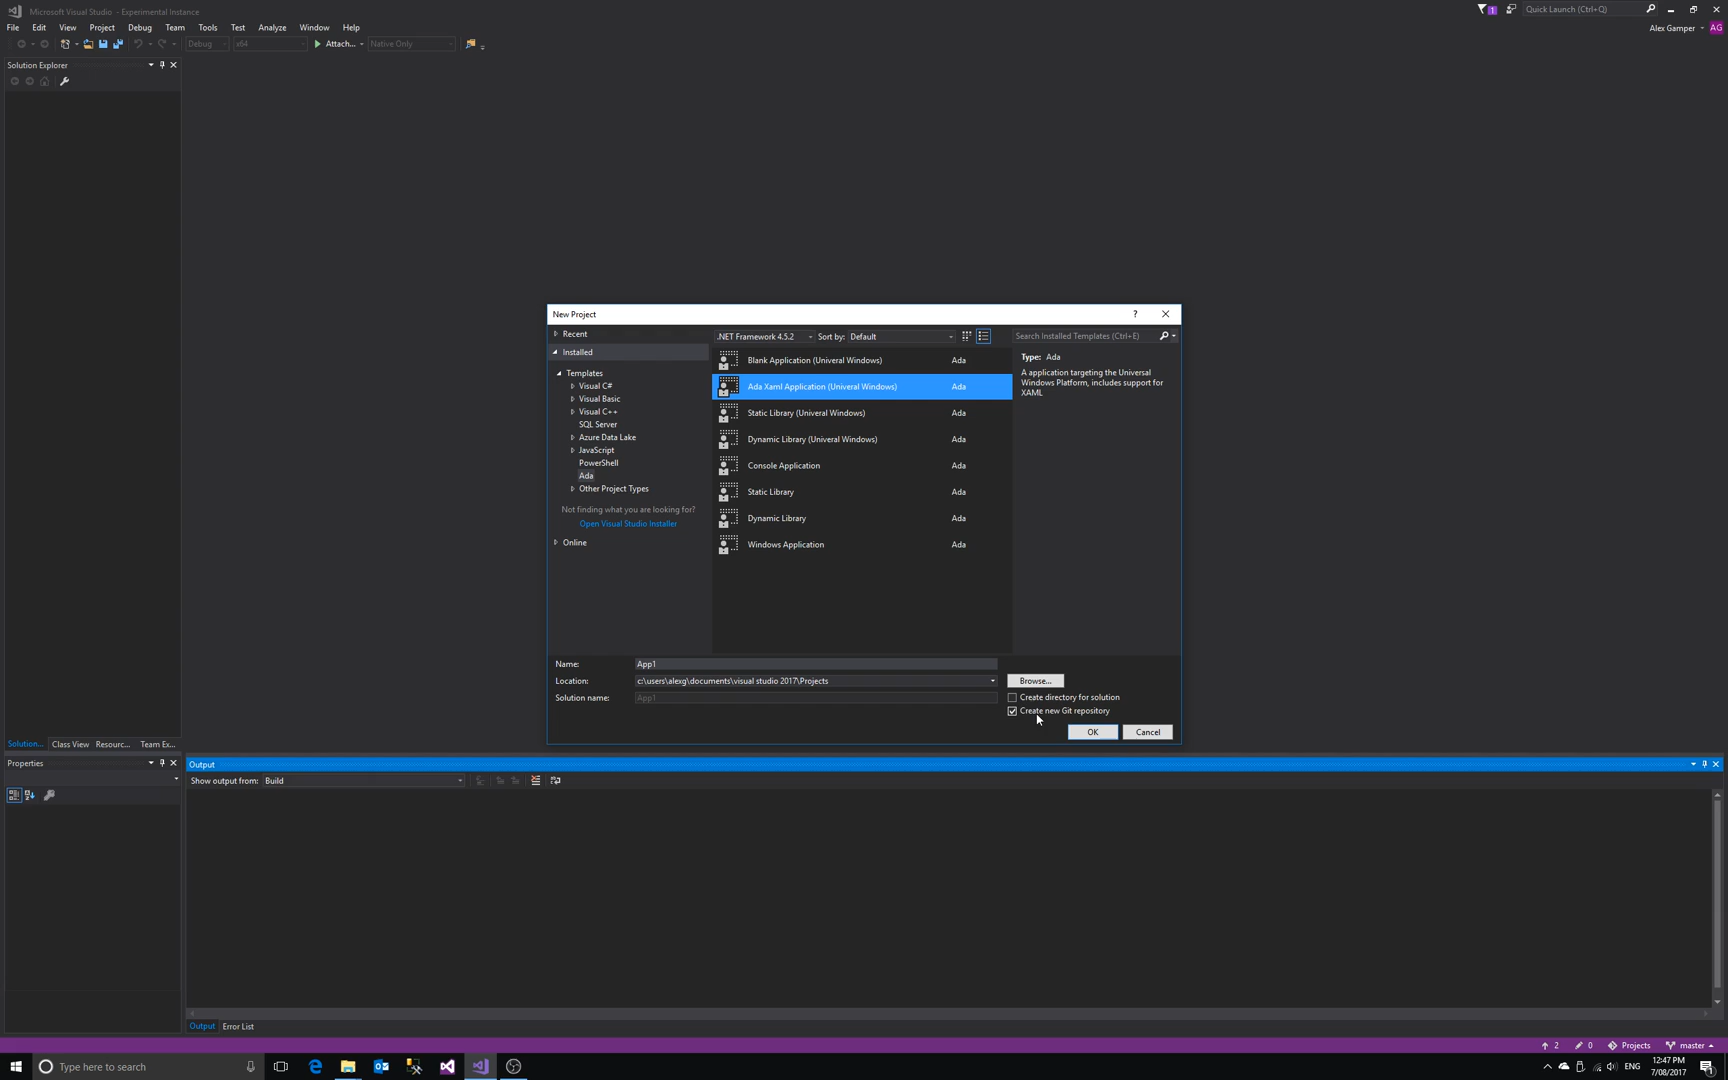 Microsoft Visual Studio - Experimental Instance
1
Quick Launch (Ctrl+Q)
File Edit View Project Debug Team Tools Test Analyze Window Help
Alex Gamper
AG
Debug x64 Attach... Native Only
Solution Explorer
New Project
?
Recent
.NET Framework 4.5.2
Sort by: Default
Search Installed Templates (Ctrl+E)
Installed
Templates
Visual C#
Visual Basic
Visual C++
SQL Server
Azure Data Lake
JavaScript
PowerShell
Ada
Other Project Types
Not finding what you are looking for?
Open Visual Studio Installer
Online
Blank Application (Univeral Windows) Ada
Ada Xaml Application (Univeral Windows) Ada
Static Library (Univeral Windows) Ada
Dynamic Library (Univeral Windows) Ada
Console Application Ada
Static Library Ada
Dynamic Library Ada
Windows Application Ada
Type: Ada
A application targeting the Universal
Windows Platform, includes support for
XAML
Name: App1
Location: c:\users\alexg\documents\visual studio 2017\Projects
Browse...
Solution name: App1
Create directory for solution
Create new Git repository
OK Cancel
Solution... Class View Resourc... Team Ex...
Properties
Output
Show output from: Build
Output Error List
2 0 Projects master
Type here to search
ENG
12:47 PM
7/08/2017
1